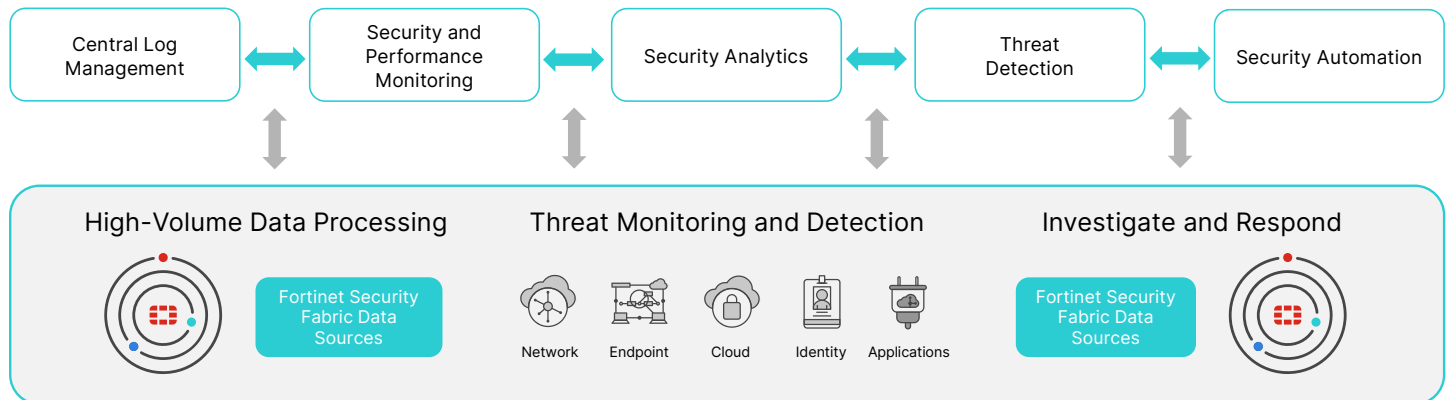 Central Log
Management
Security and
Performance
Monitoring
Security Analytics
Threat
Detection
Security Automation
High-Volume Data Processing
Threat Monitoring and Detection
Investigate and Respond
Fortinet Security
Fabric Data
Sources
Network
Endpoint
Cloud
Identity
Applications
Fortinet Security
Fabric Data
Sources